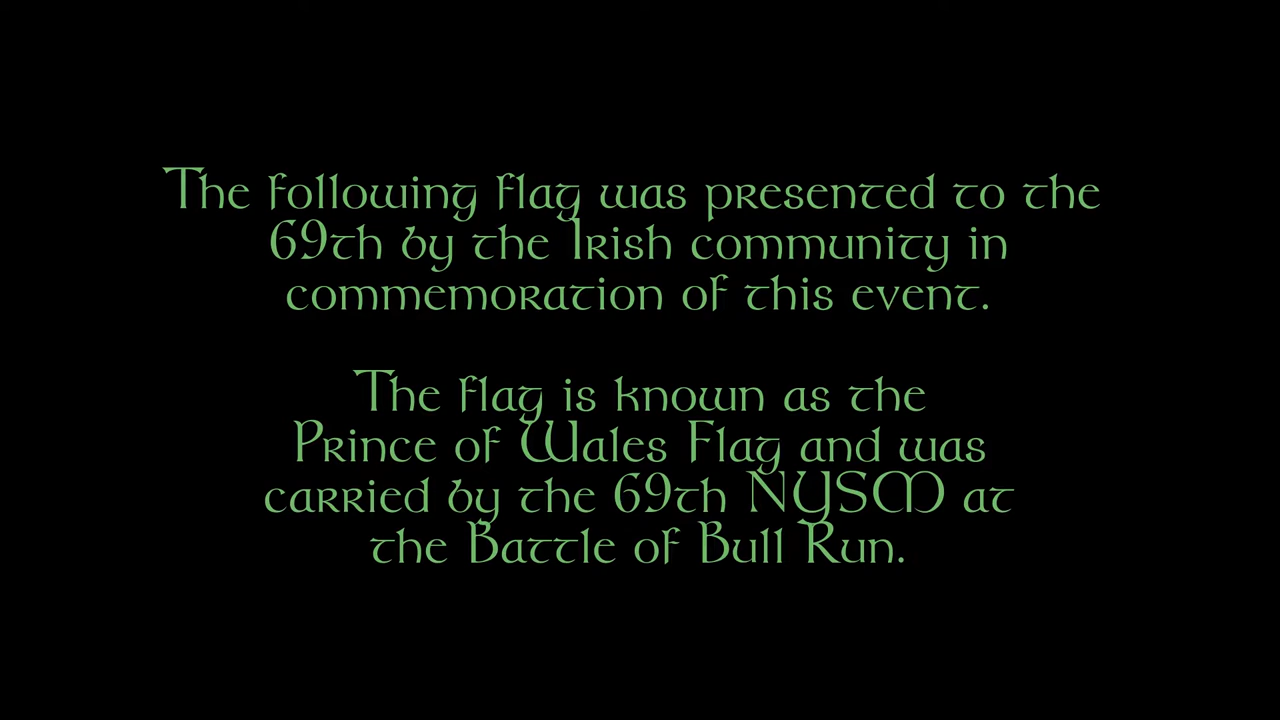 The following flag was presented to the
69th by the Irish community in
commemoration of this event.
The flag is known as the
Prince of Wales Flag and was
carried by the 69th NYSM at
the Battle of Bull Run.